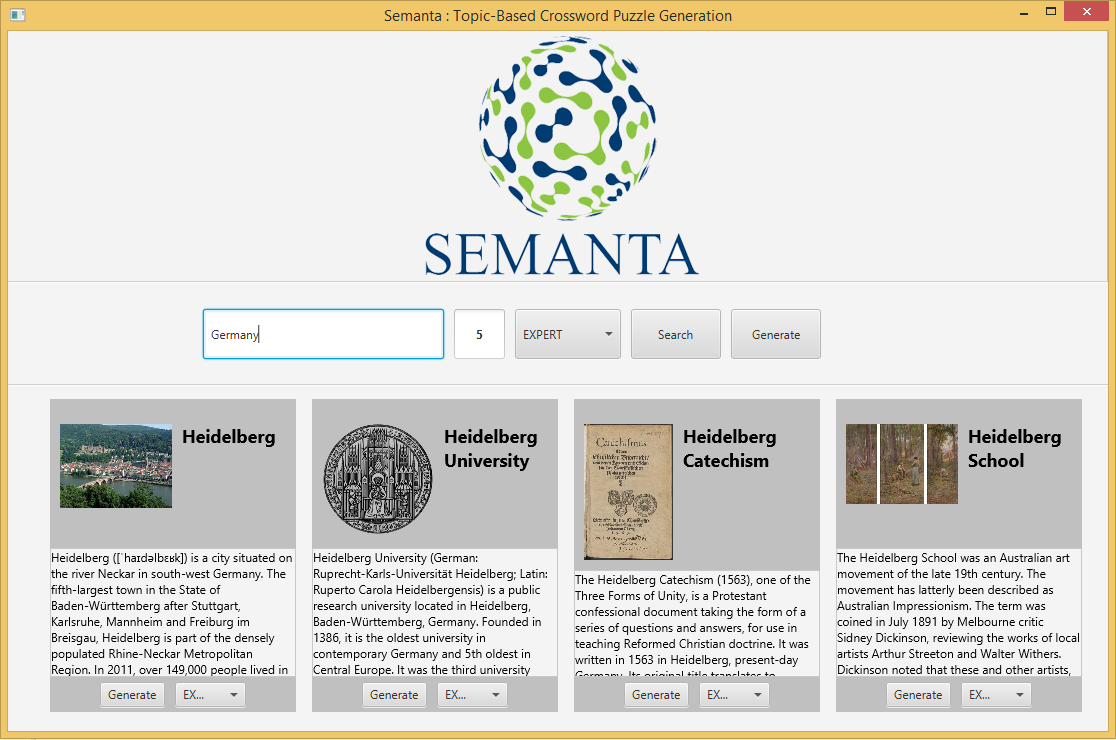 Semanta : Topic-Based Crossword Puzzle Generation
SEMANTA
Germany
5
EXPERT
Search
Generate
Heidelberg
Heidelberg ([ˈhaɪdəlbɛʁk]) is a city situated on
the river Neckar in south-west Germany. The
fifth-largest town in the State of
Baden-Württemberg after Stuttgart,
Karlsruhe, Mannheim and Freiburg im
Breisgau, Heidelberg is part of the densely
populated Rhine-Neckar Metropolitan
Region. In 2011, over 149,000 people lived in
Generate
EX...
Heidelberg
University
Heidelberg University (German:
Ruprecht-Karls-Universität Heidelberg; Latin:
Ruperto Carola Heidelbergensis) is a public
research university located in Heidelberg,
Baden-Württemberg, Germany. Founded in
1386, it is the oldest university in
contemporary Germany and 5th oldest in
Central Europe. It was the third university
Generate
EX...
Heidelberg
Catechism
Catechismus
The Heidelberg Catechism (1563), one of the
Three Forms of Unity, is a Protestant
confessional document taking the form of a
series of questions and answers, for use in
teaching Reformed Christian doctrine. It was
written in 1563 in Heidelberg, present-day
Germany. Its original title translates to
Generate
EX...
Heidelberg
School
The Heidelberg School was an Australian art
movement of the late 19th century. The
movement has latterly been described as
Australian Impressionism. The term was
coined in July 1891 by Melbourne critic
Sidney Dickinson, reviewing the works of local
artists Arthur Streeton and Walter Withers.
Dickinson noted that these and other artists,
Generate
EX...